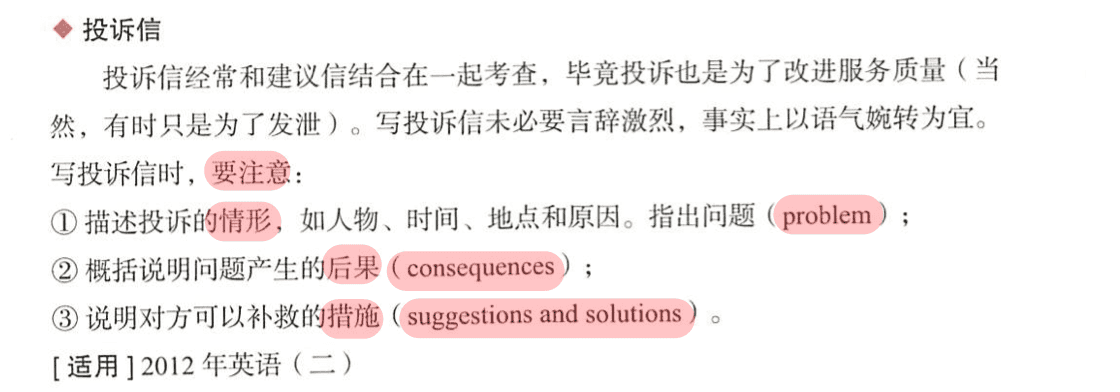 ◆ 投诉信
投诉信经常和建议信结合在一起考查，毕竟投诉也是为了改进服务质量（当
然，有时只是为了发泄）。写投诉信未必要言辞激烈，事实上以语气婉转为宜。
写投诉信时，要注意：
① 描述投诉的情形，如人物、时间、地点和原因。指出问题（problem）；
② 概括说明问题产生的后果（consequences）；
③ 说明对方可以补救的措施（suggestions and solutions）。
[ 适用 ] 2012 年英语（二）